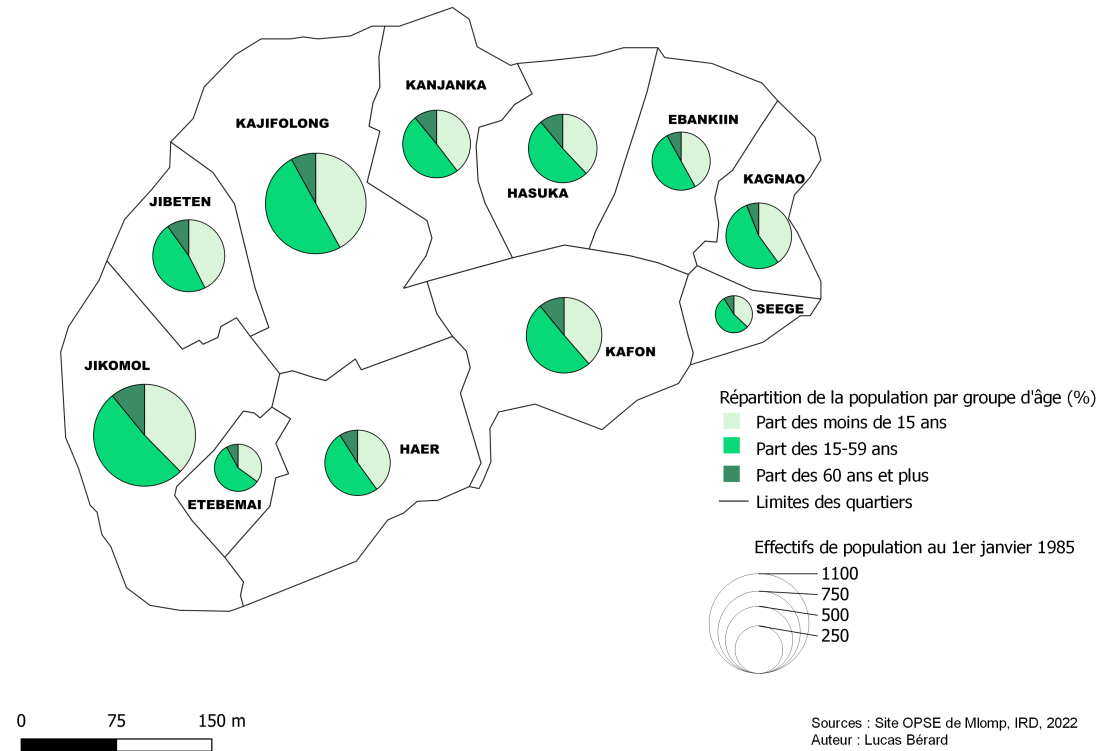 KANJANKA
KAJIFOLONG
EBANKIIN
KAGNAO
HASUKA
JIBETEN
SEEGE
KAFON
JIKOMOL
HAER
ETEBEMAI
Répartition de la population par groupe d'âge (%)
Part des moins de 15 ans
Part des 15-59 ans
Part des 60 ans et plus
Limites des quartiers
Effectifs de population au 1er janvier 1985
1100
750
500
250
0 75 150 m
Sources : Site OPSE de Mlomp, IRD, 2022
Auteur : Lucas Bérard